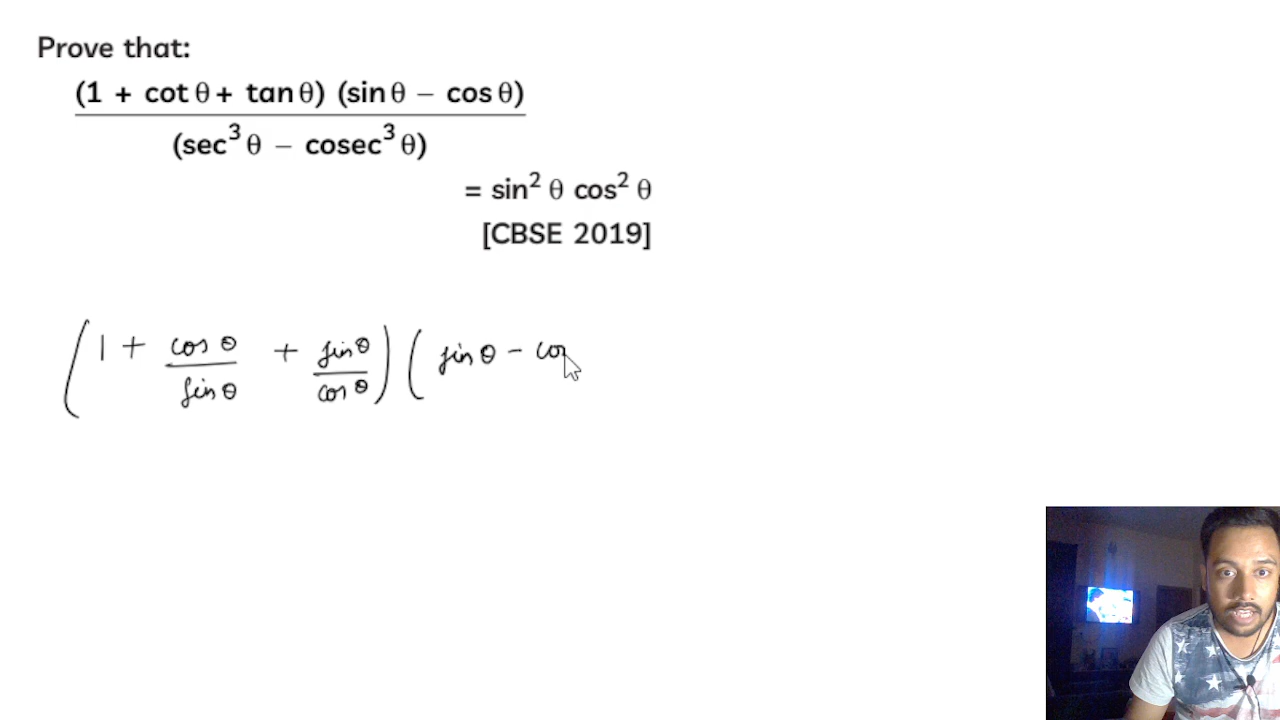 Prove that:
(1 + cot θ + tan θ) (sin θ − cos θ)
(sec³ θ − cosec³ θ)
= sin² θ cos² θ
[CBSE 2019]
(1 + cos θ/sin θ + sin θ/cos θ) (sin θ − cos